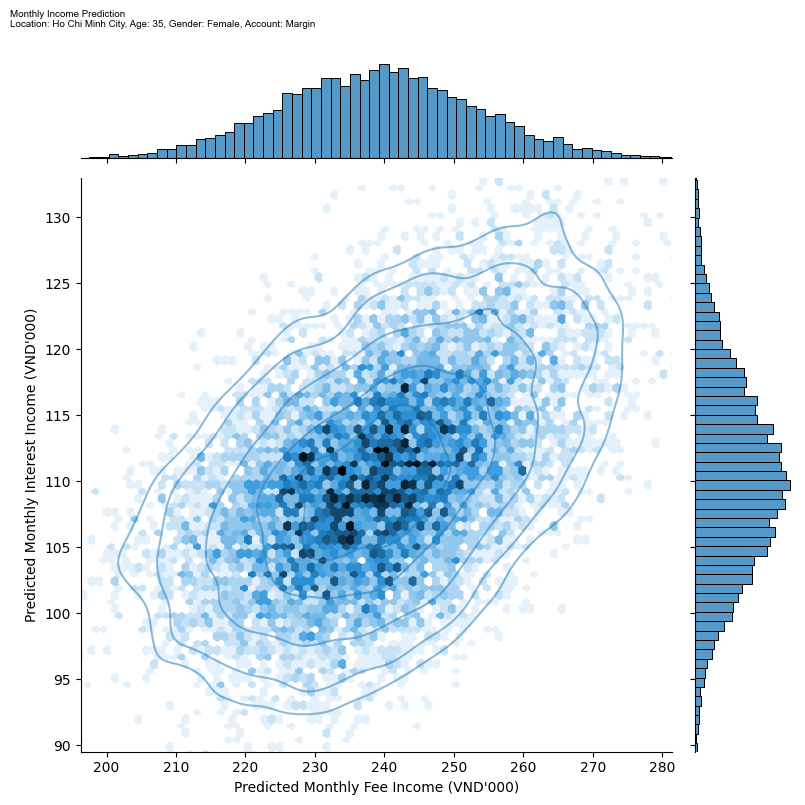 Monthly Income Prediction
Location: Ho Chi Minh City, Age: 35, Gender: Female, Account: Margin
130
125
120
115
110
105
100
95
90
Predicted Monthly Interest Income (VND'000)
200 210 220 230 240 250 260 270 280
Predicted Monthly Fee Income (VND'000)